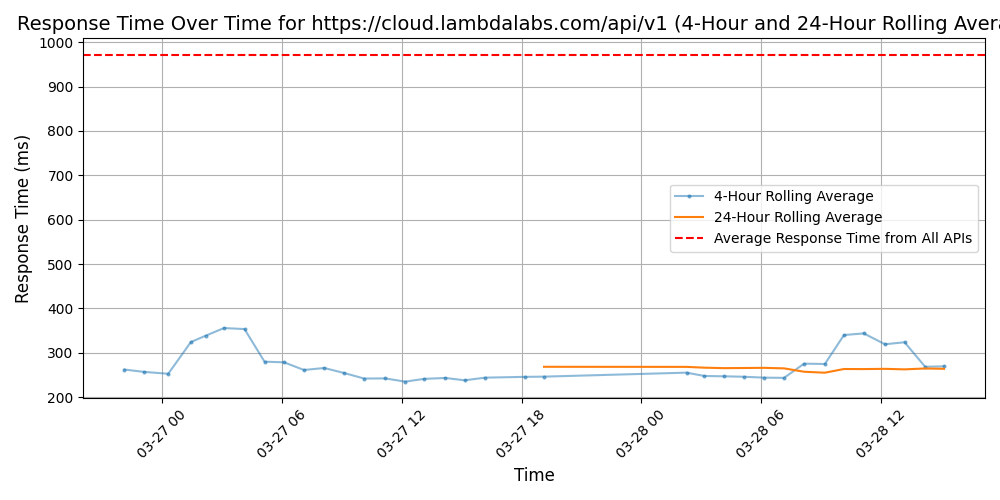 Response Time Over Time for https://cloud.lambdalabs.com/api/v1 (4-Hour and 24-Hour Rolling Avera
1000
900
800
700
600
500
400
300
200
Response Time (ms)
4-Hour Rolling Average
24-Hour Rolling Average
Average Response Time from All APIs
03-27 00
03-27 06
03-27 12
03-27 18
03-28 00
03-28 06
03-28 12
Time